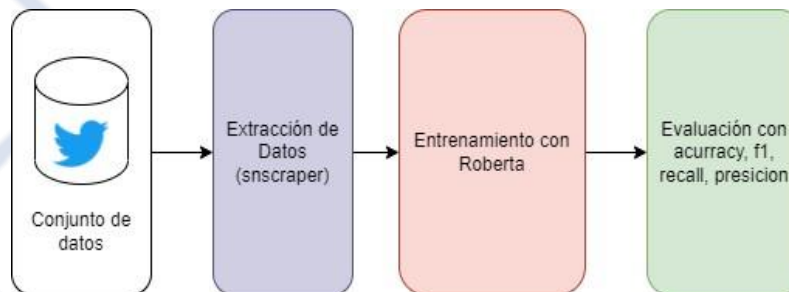 Conjunto de
datos
Extracción de
Datos
(snscraper)
Entrenamiento con
Roberta
Evaluación con
acurracy, f1,
recall, presicion